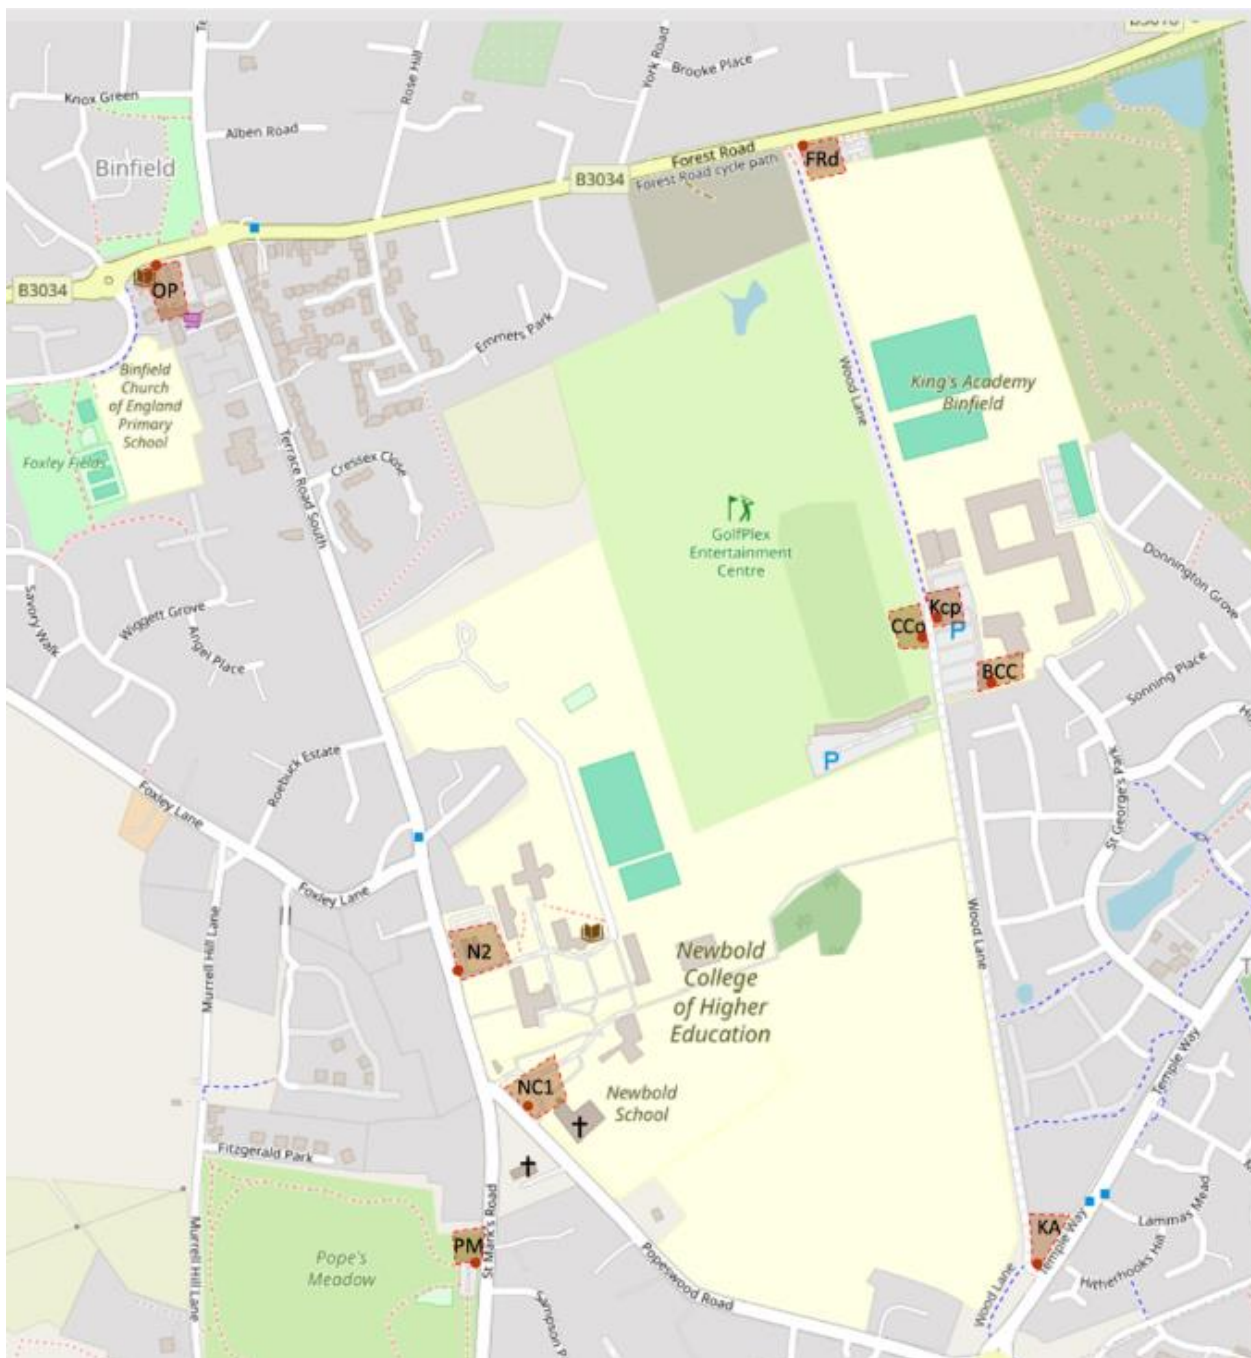 Knox Green
Alben Road
Rose Hill
York Road
Brooke Place
Binfield
Forest Road
Forest Road cycle path
B3034
FRd
B3034
OP
Emmets Park
Wood Lane
King's Academy
Binfield
Binfield
Church
of England
Primary
School
Foxley Fields
Terrace Road South
Cressex Close
GolfPlex
Entertainment
Centre
Donnington Grove
Savory Walk
Wiggett Grove
Angel Place
Kcp
CCo
P
BCC
Sonning Place
Roebuck Estate
Foxley Lane
P
St George's Park
Foxley Lane
Murrell Hill Lane
N2
Newbold
College
of Higher
Education
Wood Lane
Temple Way
NC1
Newbold
School
Fitzgerald Park
PM
St Mark's Road
Pope's
Meadow
Murrell Hill Lane
Popeswood Road
KA
Temple Way
Lammas Mead
Hitherhooks Hill
Wood Lane
Sampson P